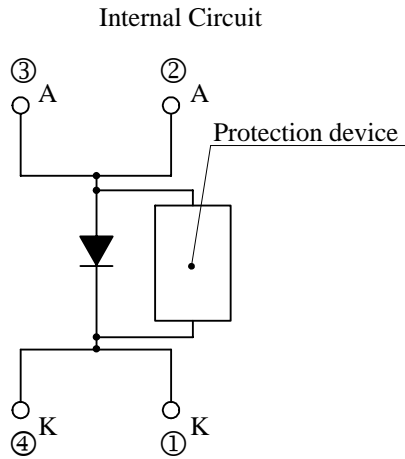 Internal Circuit
③ ②
A A
Protection device
K K
④ ①